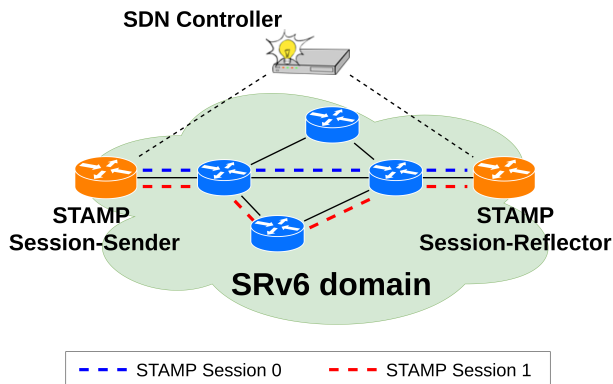 SDN Controller
STAMP
Session-Sender
STAMP
Session-Reflector
SRv6 domain
STAMP Session 0
STAMP Session 1